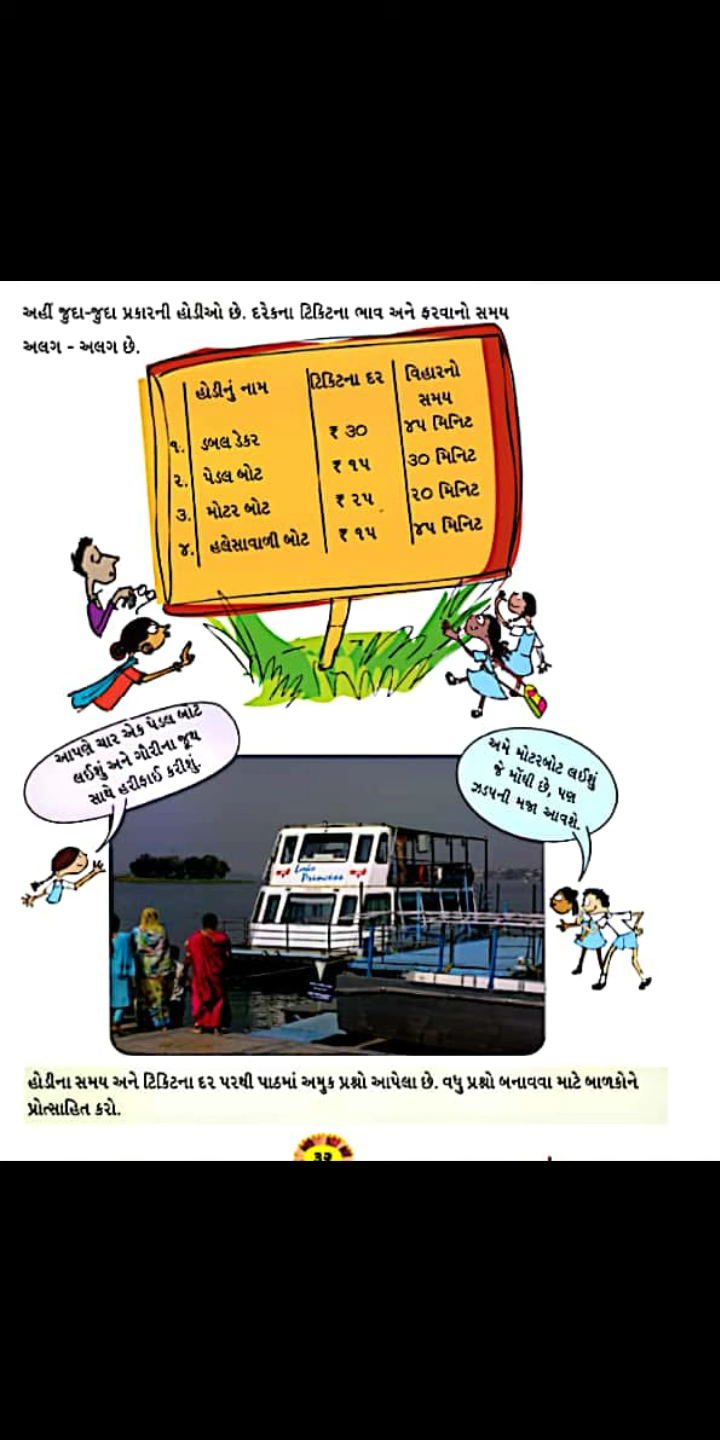 અહીં જુદા-જુદા પ્રકારની હોડીઓ છે. દરેકના ટિકિટના ભાવ અને ફરવાનો સમય
અલગ - અલગ છે.
હોડીનું નામ ટિકિટના દર વિહારનો
સમય
૧. ડબલ ડેકર ₹ ૩૦ ૪૫ મિનિટ
૨. પેડલ બોટ ₹ ૧૫ ૩૦ મિનિટ
૩. મોટર બોટ ₹ ૨૫ ૨૦ મિનિટ
૪. હલેસાવાળી બોટ ₹ ૧૫ ૪૫ મિનિટ
આપણે ચાર એક પેડલ બોટ
લઈશું અને ગૌરીના જૂથ
સાથે હરીફાઈ કરીશું.
અમે મોટરબોટ લઈશું
જે મોંઘી છે, પણ
ઝડપની મજા આવશે.
Lake
Princess
હોડીના સમય અને ટિકિટના દર પરથી પાઠમાં અમુક પ્રશ્નો આપેલા છે. વધુ પ્રશ્નો બનાવવા માટે બાળકોને
પ્રોત્સાહિત કરો.
૩૨